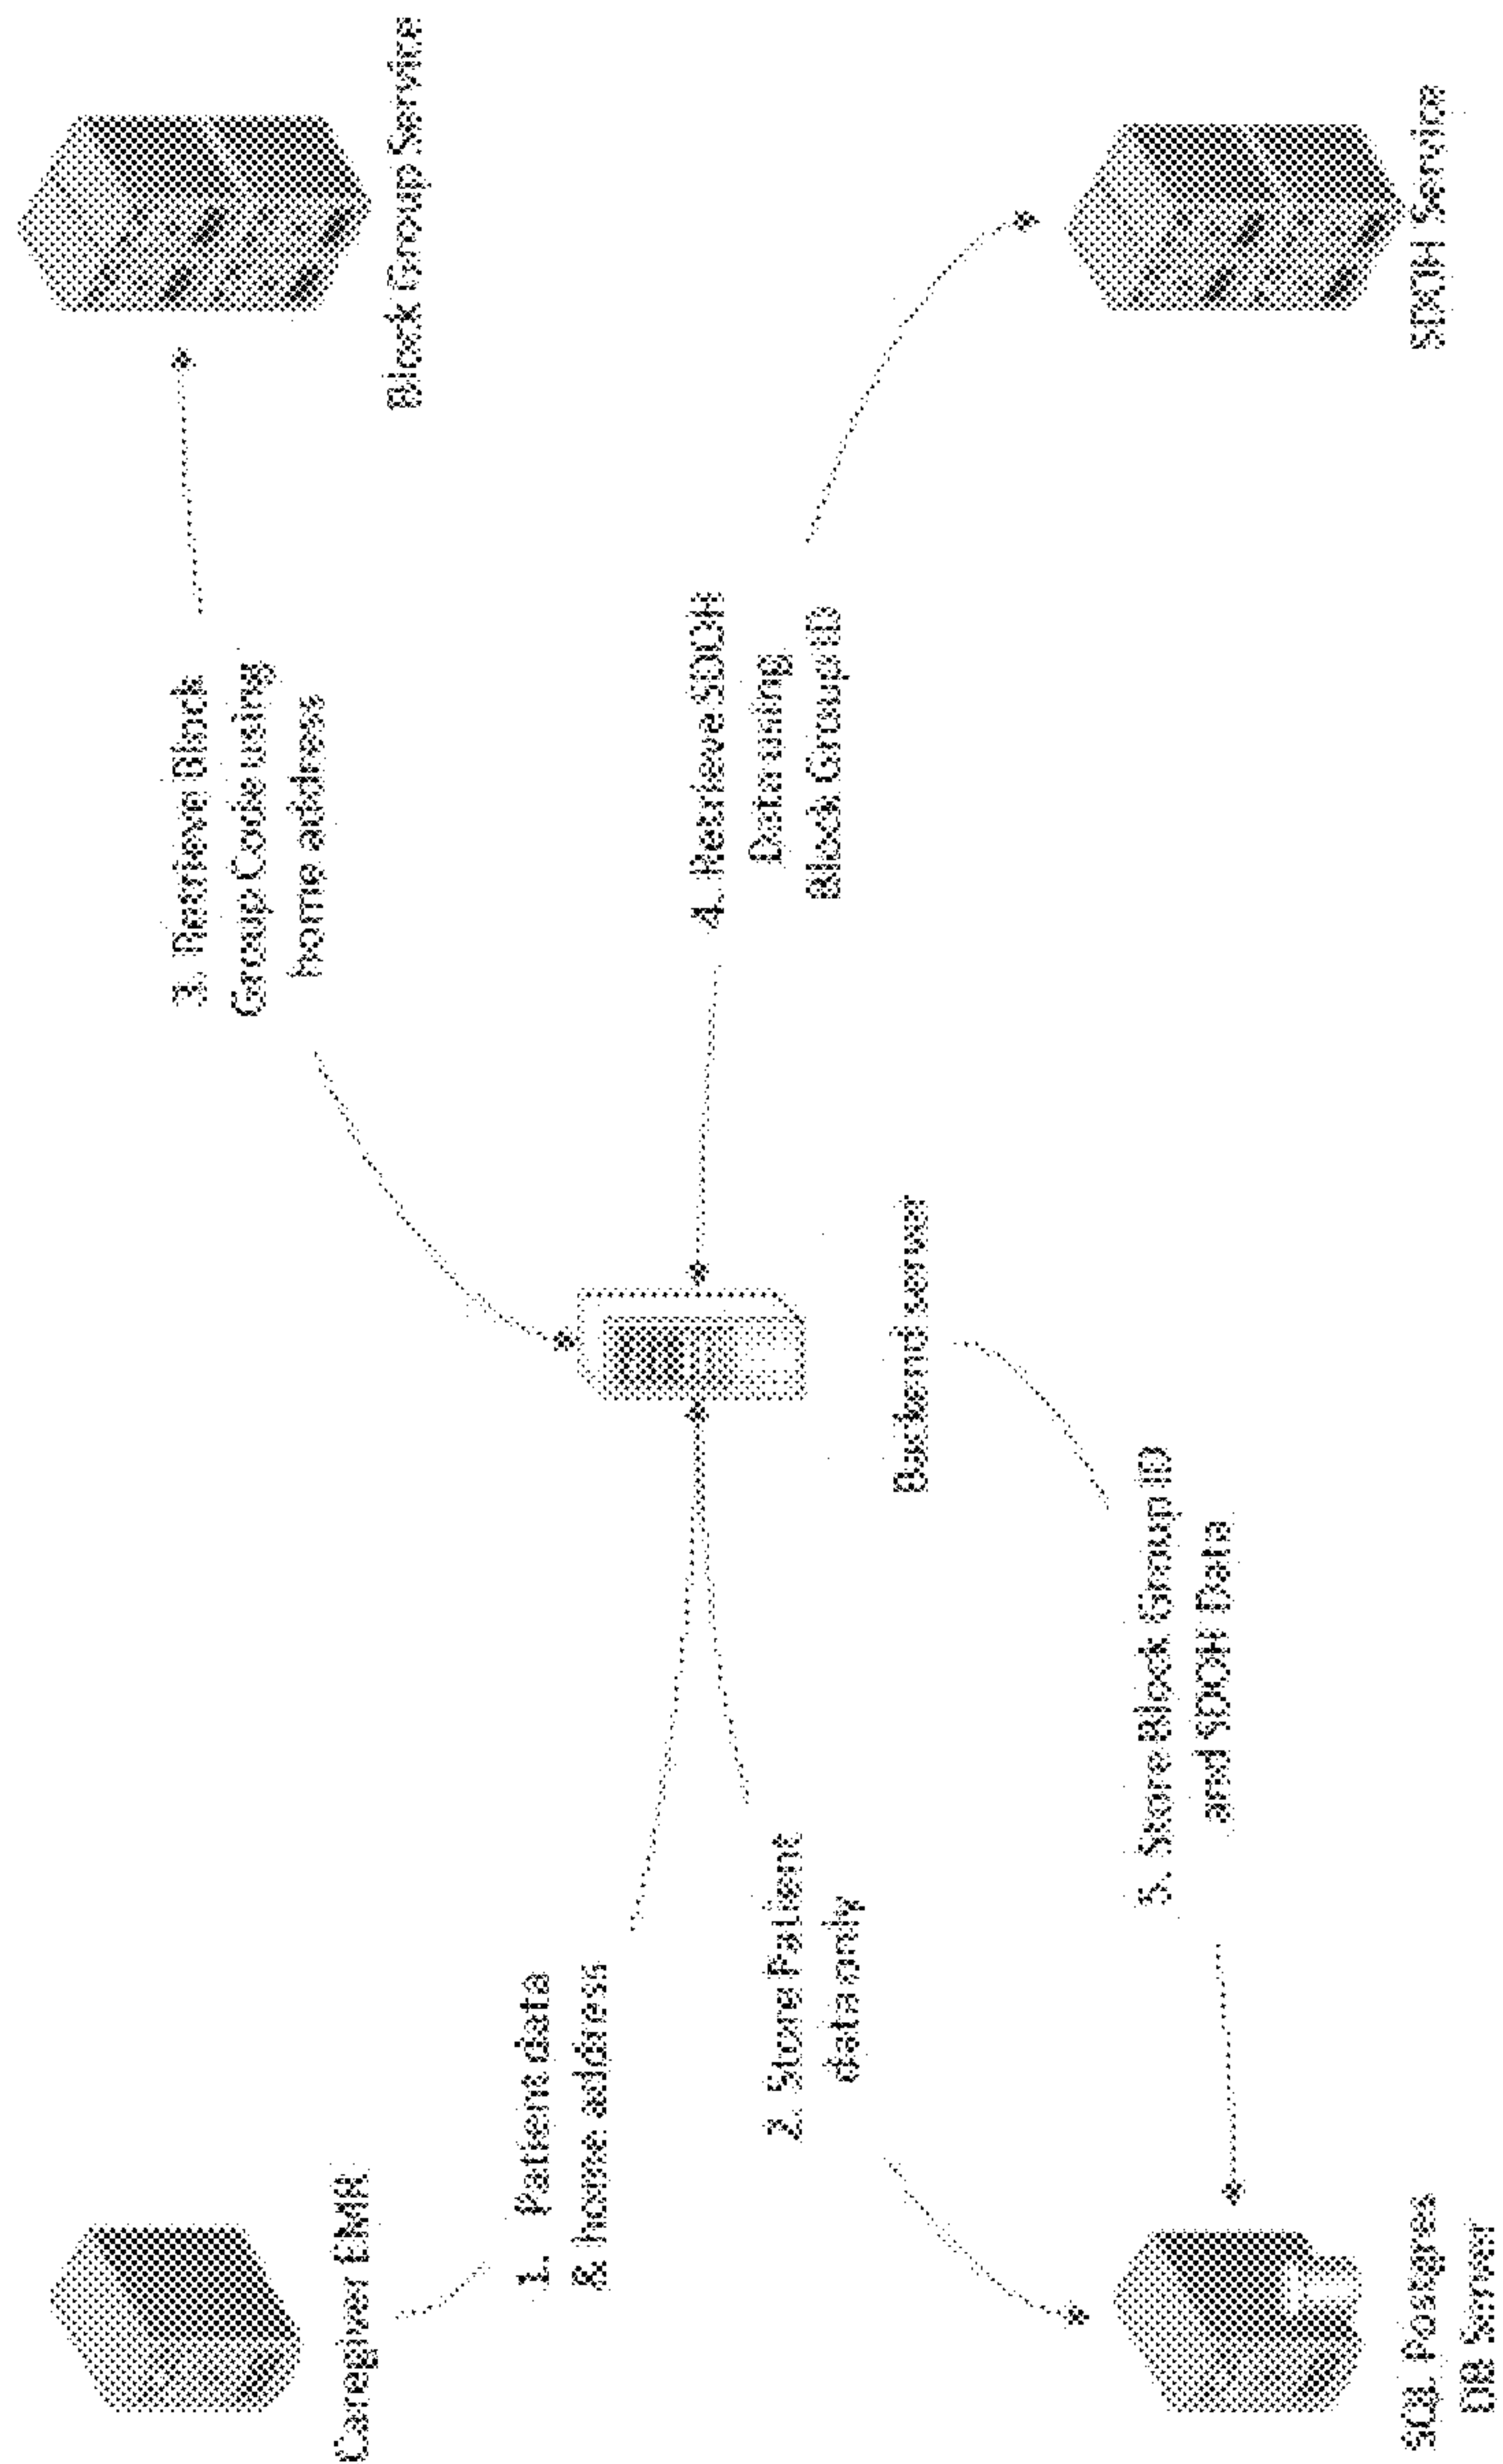 Caregiver EMR
1. Patient data
& home address
2. Store Patient
data only
SQL Postgres
DB Server
3. Retrieve Block
Group Code using
home address
Backend server
4. Retrieve SDOH
Data using
Block Group ID
5. Store Block Group ID
and SDOH Data
Block Group Service
SDOH Service